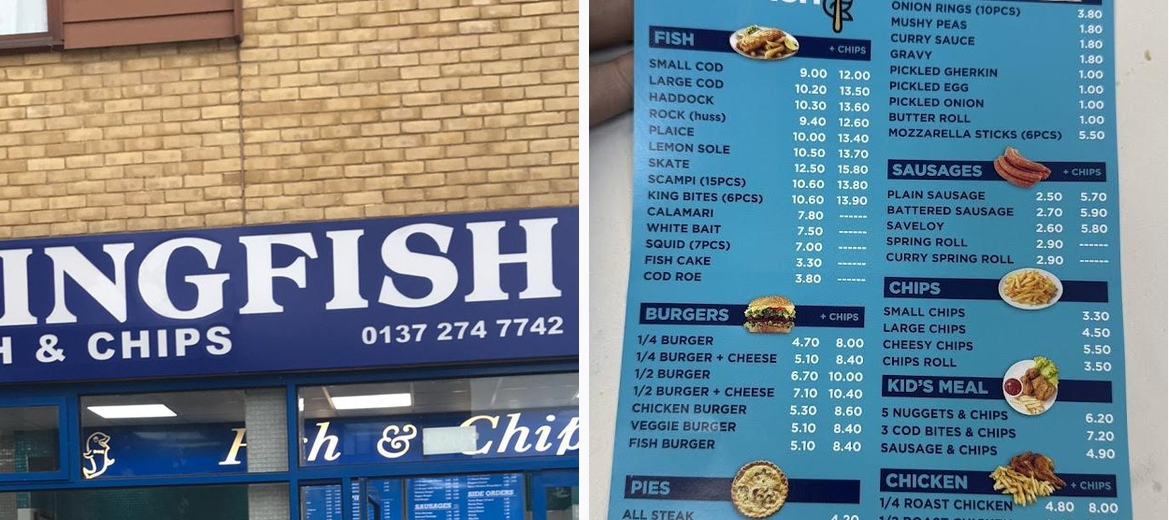 INGFISH
H & CHIPS 0137 274 7742
Fish & Chip
SIDE ORDERS
SAUSAGES
FISH + CHIPS
SMALL COD 9.00 12.00
LARGE COD 10.20 13.50
HADDOCK 10.30 13.60
ROCK (huss) 9.40 12.60
PLAICE 10.00 13.40
LEMON SOLE 10.50 13.70
SKATE 12.50 15.80
SCAMPI (15PCS) 10.60 13.80
KING BITES (6PCS) 10.60 13.90
CALAMARI 7.80 ------
WHITE BAIT 7.50 ------
SQUID (7PCS) 7.00 ------
FISH CAKE 3.30 ------
COD ROE 3.80 ------
BURGERS + CHIPS
1/4 BURGER 4.70 8.00
1/4 BURGER + CHEESE 5.10 8.40
1/2 BURGER 6.70 10.00
1/2 BURGER + CHEESE 7.10 10.40
CHICKEN BURGER 5.30 8.60
VEGGIE BURGER 5.10 8.40
FISH BURGER 5.10 8.40
PIES
ALL STEAK 4.20
ONION RINGS (10PCS) 3.80
MUSHY PEAS 1.80
CURRY SAUCE 1.80
GRAVY 1.80
PICKLED GHERKIN 1.00
PICKLED EGG 1.00
PICKLED ONION 1.00
BUTTER ROLL 1.00
MOZZARELLA STICKS (6PCS) 5.50
SAUSAGES + CHIPS
PLAIN SAUSAGE 2.50 5.70
BATTERED SAUSAGE 2.70 5.90
SAVELOY 2.60 5.80
SPRING ROLL 2.90 ------
CURRY SPRING ROLL 2.90 ------
CHIPS
SMALL CHIPS 3.30
LARGE CHIPS 4.50
CHEESY CHIPS 5.50
CHIPS ROLL 3.50
KID'S MEAL
5 NUGGETS & CHIPS 6.20
3 COD BITES & CHIPS 7.20
SAUSAGE & CHIPS 4.90
CHICKEN + CHIPS
1/4 ROAST CHICKEN 4.80 8.00